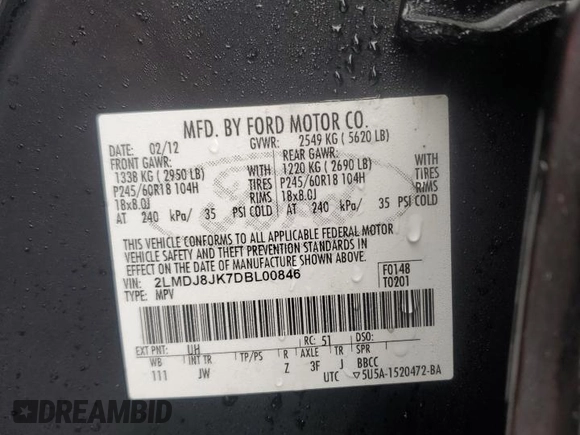 MFD. BY FORD MOTOR CO.
DATE: 02/12 GVWR: 2549 KG ( 5620 LB)
FRONT GAWR: REAR GAWR:
1338 KG ( 2950 LB) WITH 1220 KG ( 2690 LB) WITH
P245/60R18 104H TIRES P245/60R18 104H TIRES
18x8.0J RIMS 18x8.0J RIMS
AT 240 kPa/ 35 PSI COLD AT 240 kPa/ 35 PSI COLD
THIS VEHICLE CONFORMS TO ALL APPLICABLE FEDERAL MOTOR
VEHICLE SAFETY AND THEFT PREVENTION STANDARDS IN
EFFECT ON THE DATE OF MANUFACTURE SHOWN ABOVE.
VIN: 2LMDJ8JK7DBL00846 F0148
TYPE: MPV T0201
EXT PNT: UH RC: 51 DSO:
WB INT TR TP/PS R AXLE TR SPR
111 JW Z 3F J BBCC
UTC 5U5A-1520472-BA
DREAMBID